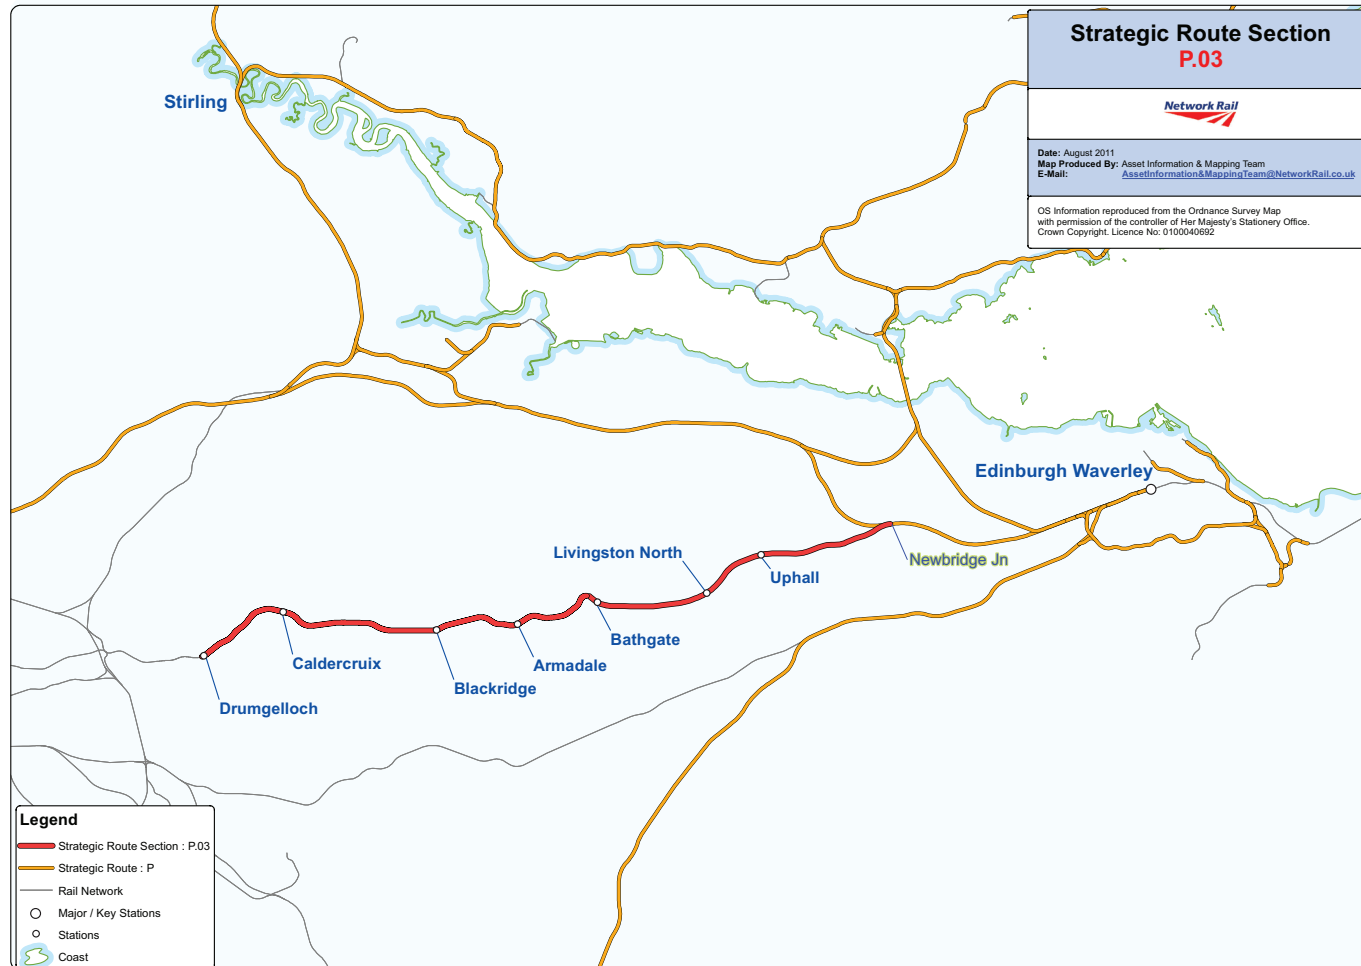 Strategic Route Section
P.03
Network Rail
Date: August 2011
Map Produced By: Asset Information & Mapping Team
E-Mail: AssetInformation&MappingTeam@NetworkRail.co.uk
OS Information reproduced from the Ordnance Survey Map
with permission of the controller of Her Majesty's Stationery Office.
Crown Copyright. Licence No: 0100040692
Stirling
Edinburgh Waverley
Livingston North
Uphall
Newbridge Jn
Bathgate
Caldercruix
Armadale
Blackridge
Drumgelloch
Legend
Strategic Route Section : P.03
Strategic Route : P
Rail Network
Major / Key Stations
Stations
Coast